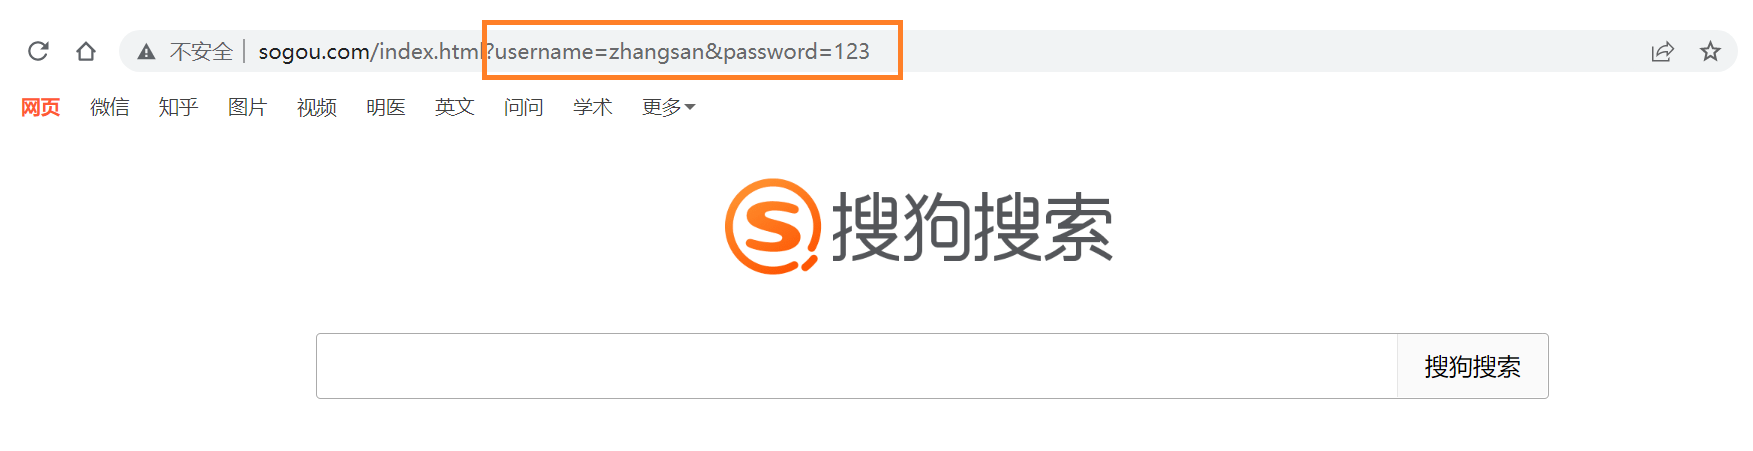 不安全 sogou.com/index.html?username=zhangsan&password=123
网页 微信 知乎 图片 视频 明医 英文 问问 学术 更多
搜狗搜索
搜狗搜索